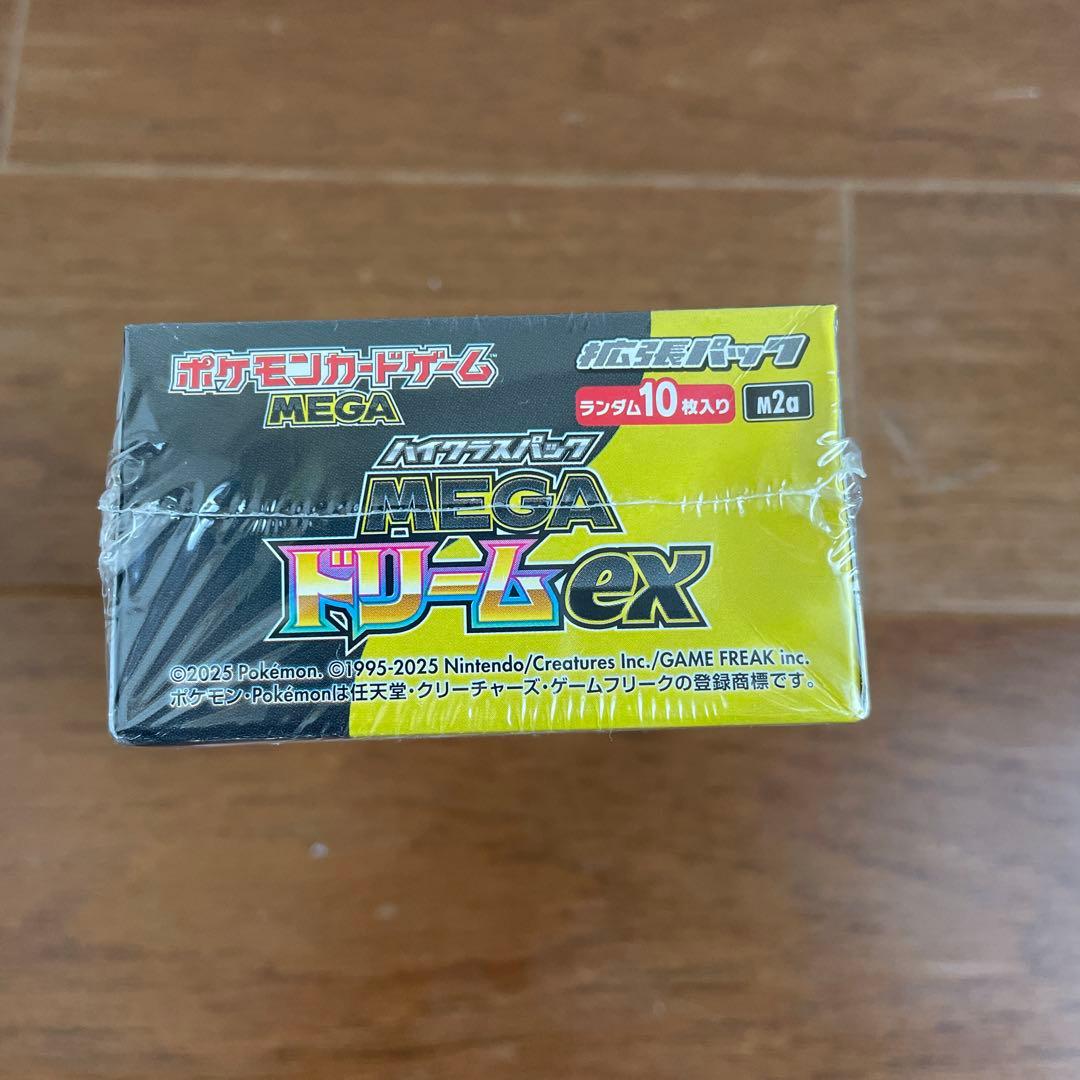 ポケモンカードゲーム™
MEGA
拡張パック
ランダム10枚入り
M2a
ハイクラスパック
MEGA
ドリームex
©2025 Pokémon. ©1995-2025 Nintendo/Creatures Inc./GAME FREAK inc.
ポケモン・Pokémonは任天堂・クリーチャーズ・ゲームフリークの登録商標です。